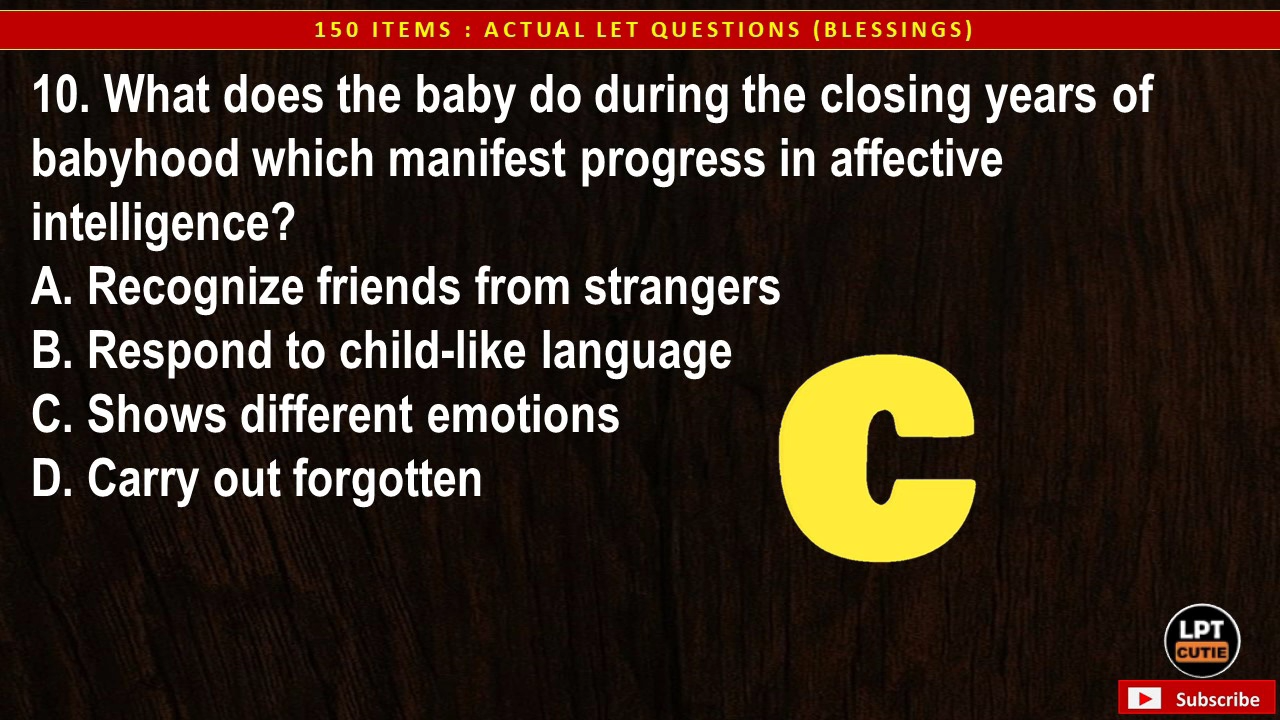 150 ITEMS : ACTUAL LET QUESTIONS (BLESSINGS)
10. What does the baby do during the closing years of
babyhood which manifest progress in affective
intelligence?
A. Recognize friends from strangers
B. Respond to child-like language
C. Shows different emotions
D. Carry out forgotten
C
LPT
CUTIE
Subscribe